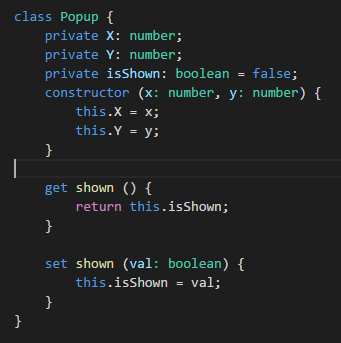 class Popup {
    private X: number;
    private Y: number;
    private isShown: boolean = false;
    constructor (x: number, y: number) {
        this.X = x;
        this.Y = y;
    }

    get shown () {
        return this.isShown;
    }

    set shown (val: boolean) {
        this.isShown = val;
    }
}